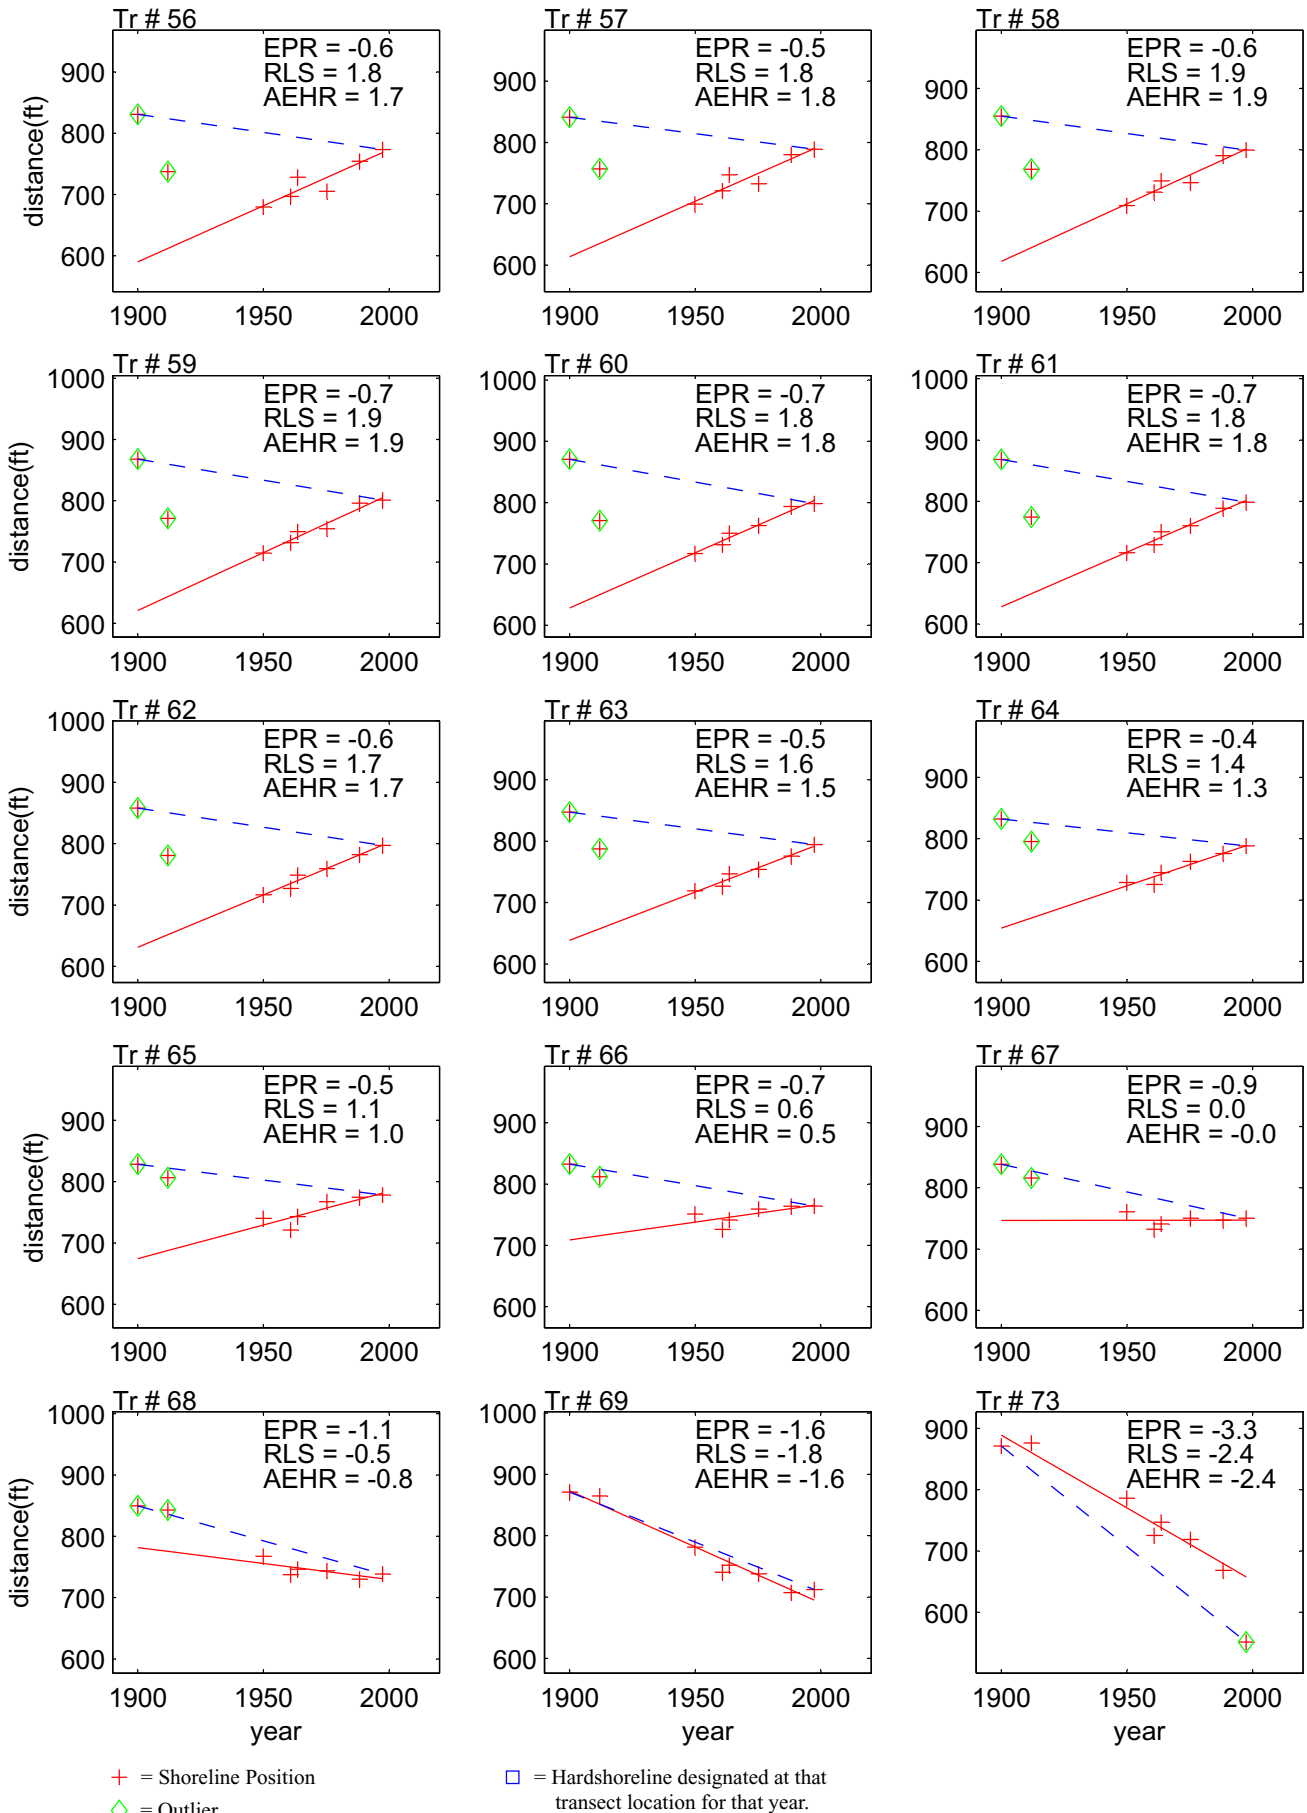 Tr # 56
EPR = -0.6
RLS = 1.8
AEHR = 1.7
900
800
700
600
distance(ft)
1900 1950 2000
Tr # 57
EPR = -0.5
RLS = 1.8
AEHR = 1.8
900
800
700
600
1900 1950 2000
Tr # 58
EPR = -0.6
RLS = 1.9
AEHR = 1.9
900
800
700
600
1900 1950 2000
Tr # 59
EPR = -0.7
RLS = 1.9
AEHR = 1.9
1000
900
800
700
600
distance(ft)
1900 1950 2000
Tr # 60
EPR = -0.7
RLS = 1.8
AEHR = 1.8
1000
900
800
700
600
1900 1950 2000
Tr # 61
EPR = -0.7
RLS = 1.8
AEHR = 1.8
1000
900
800
700
600
1900 1950 2000
Tr # 62
EPR = -0.6
RLS = 1.7
AEHR = 1.7
1000
900
800
700
600
distance(ft)
1900 1950 2000
Tr # 63
EPR = -0.5
RLS = 1.6
AEHR = 1.5
900
800
700
600
1900 1950 2000
Tr # 64
EPR = -0.4
RLS = 1.4
AEHR = 1.3
900
800
700
600
1900 1950 2000
Tr # 65
EPR = -0.5
RLS = 1.1
AEHR = 1.0
900
800
700
600
distance(ft)
1900 1950 2000
Tr # 66
EPR = -0.7
RLS = 0.6
AEHR = 0.5
900
800
700
600
1900 1950 2000
Tr # 67
EPR = -0.9
RLS = 0.0
AEHR = -0.0
900
800
700
600
1900 1950 2000
Tr # 68
EPR = -1.1
RLS = -0.5
AEHR = -0.8
1000
900
800
700
600
distance(ft)
1900 1950 2000
year
Tr # 69
EPR = -1.6
RLS = -1.8
AEHR = -1.6
1000
900
800
700
600
1900 1950 2000
year
Tr # 73
EPR = -3.3
RLS = -2.4
AEHR = -2.4
900
800
700
600
1900 1950 2000
year
= Shoreline Position
= Outlier
= Hardshoreline designated at that
transect location for that year.